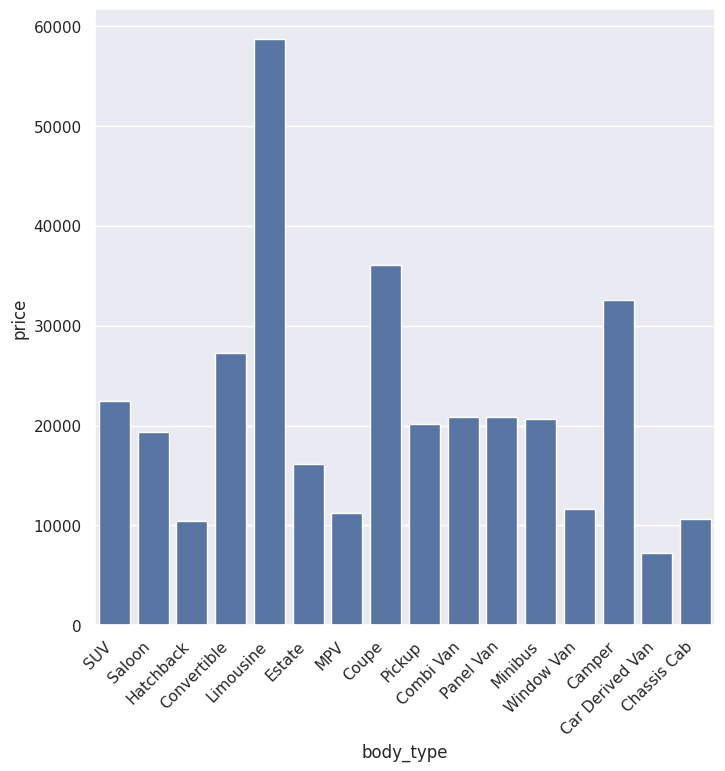 60000
50000
40000
30000
20000
10000
0
price
SUV
Saloon
Hatchback
Convertible
Limousine
Estate
MPV
Coupe
Pickup
Combi Van
Panel Van
Minibus
Window Van
Camper
Car Derived Van
Chassis Cab
body_type